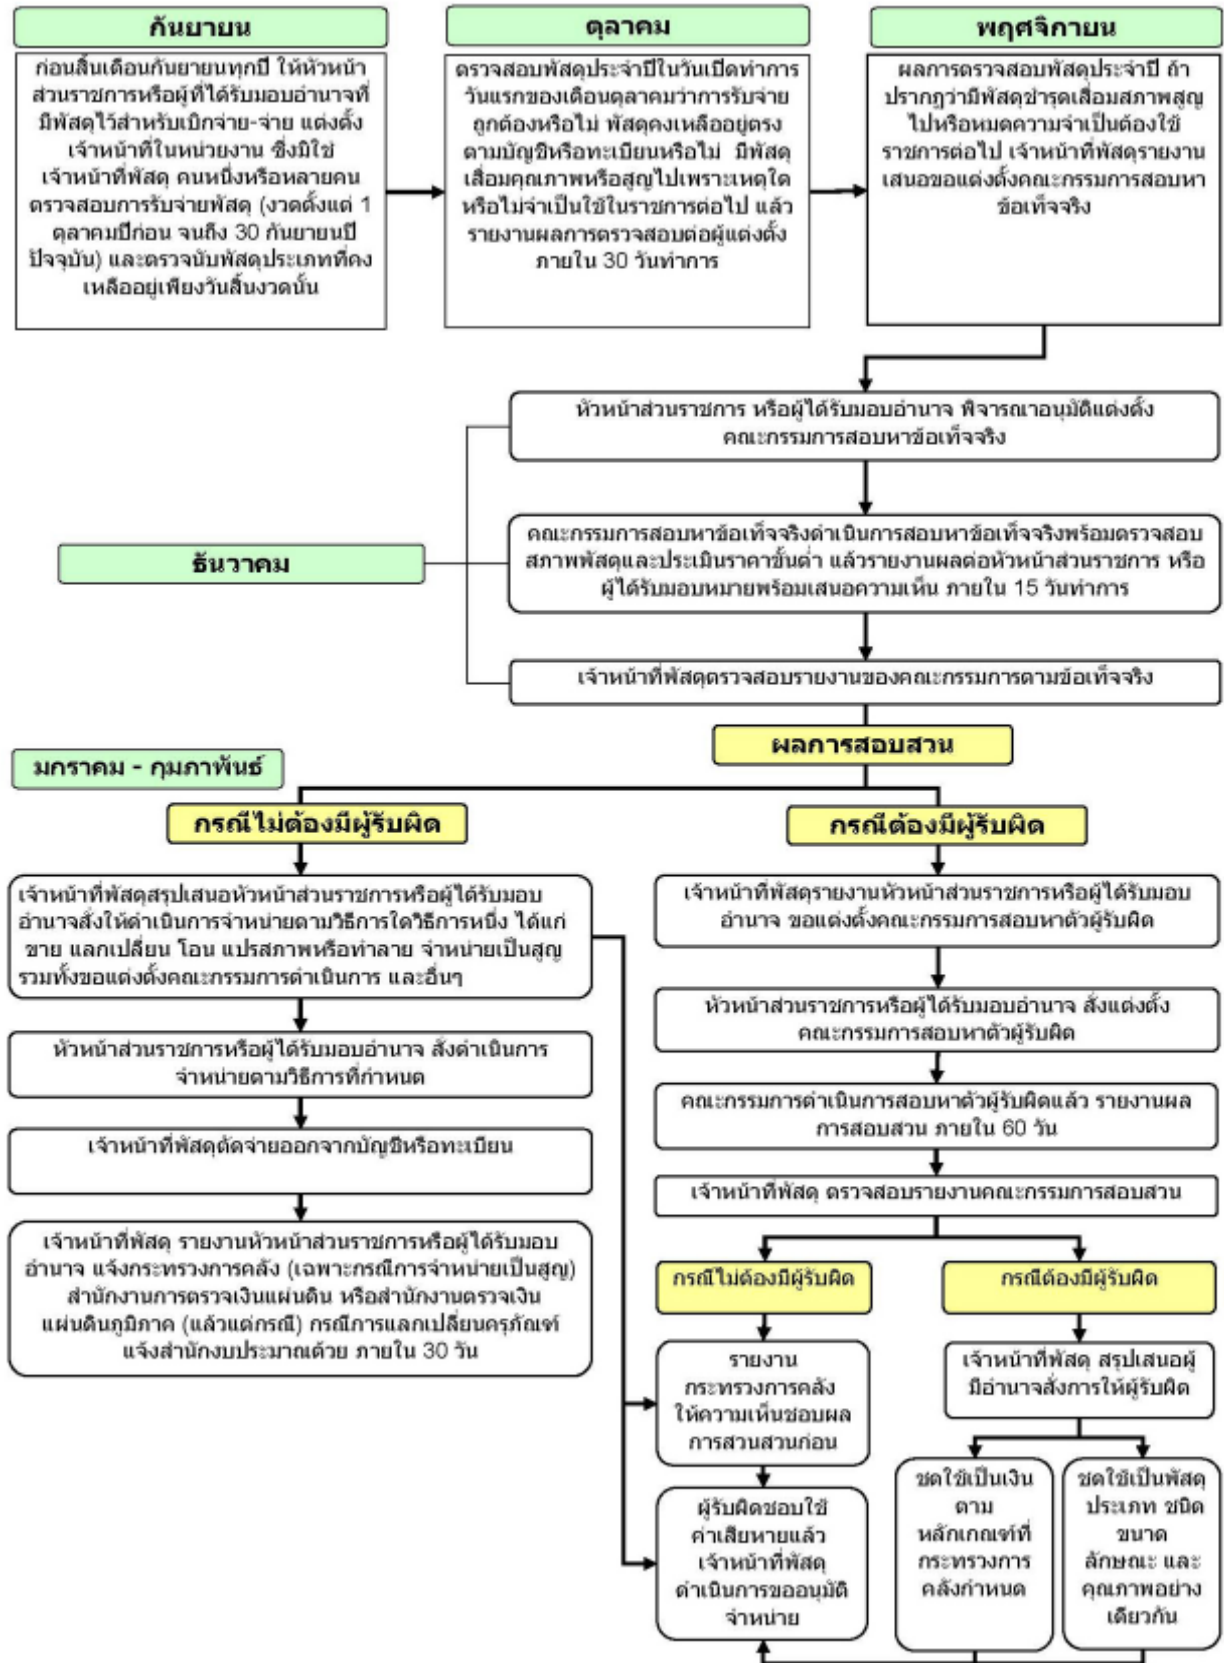 กันยายน
ก่อนสิ้นเดือนกันยายนทุกปี ให้หัวหน้า
ส่วนราชการหรือผู้ที่ได้รับมอบอำนาจที่
มีพัสดุไว้สำหรับเบิกจ่าย-จ่าย แต่งตั้ง
เจ้าหน้าที่ในหน่วยงาน ซึ่งมิใช่
เจ้าหน้าที่พัสดุ คนหนึ่งหรือหลายคน
ตรวจสอบการรับจ่ายพัสดุ (งวดตั้งแต่ 1
ตุลาคมปีก่อน จนถึง 30 กันยายนปี
ปัจจุบัน) และตรวจนับพัสดุประเภทที่คง
เหลืออยู่เพียงวันสิ้นงวดนั้น
ตุลาคม
ตรวจสอบพัสดุประจำปีในวันเปิดทำการ
วันแรกของเดือนตุลาคมว่าการรับจ่าย
ถูกต้องหรือไม่ พัสดุคงเหลืออยู่ตรง
ตามบัญชีหรือทะเบียนหรือไม่ มีพัสดุ
เสื่อมคุณภาพหรือสูญไปเพราะเหตุใด
หรือไม่จำเป็นใช้ในราชการต่อไป แล้ว
รายงานผลการตรวจสอบต่อผู้แต่งตั้ง
ภายใน 30 วันทำการ
พฤศจิกายน
ผลการตรวจสอบพัสดุประจำปี ถ้า
ปรากฏว่ามีพัสดุชำรุดเสื่อมสภาพสูญ
ไปหรือหมดความจำเป็นต้องใช้
ราชการต่อไป เจ้าหน้าที่พัสดุรายงาน
เสนอขอแต่งตั้งคณะกรรมการสอบหา
ข้อเท็จจริง
หัวหน้าส่วนราชการ หรือผู้ได้รับมอบอำนาจ พิจารณาอนุมัติแต่งตั้ง
คณะกรรมการสอบหาข้อเท็จจริง
ธันวาคม
คณะกรรมการสอบหาข้อเท็จจริงดำเนินการสอบหาข้อเท็จจริงพร้อมตรวจสอบ
สภาพพัสดุและประเมินราคาขั้นต่ำ แล้วรายงานผลต่อหัวหน้าส่วนราชการ หรือ
ผู้ได้รับมอบหมายพร้อมเสนอความเห็น ภายใน 15 วันทำการ
เจ้าหน้าที่พัสดุตรวจสอบรายงานของคณะกรรมการตามข้อเท็จจริง
ผลการสอบสวน
มกราคม - กุมภาพันธ์
กรณีไม่ต้องมีผู้รับผิด
เจ้าหน้าที่พัสดุสรุปเสนอหัวหน้าส่วนราชการหรือผู้ได้รับมอบ
อำนาจสั่งให้ดำเนินการจำหน่ายตามวิธีการใดวิธีการหนึ่ง ได้แก่
ขาย แลกเปลี่ยน โอน แปรสภาพหรือทำลาย จำหน่ายเป็นสูญ
รวมทั้งขอแต่งตั้งคณะกรรมการดำเนินการ และอื่นๆ
หัวหน้าส่วนราชการหรือผู้ได้รับมอบอำนาจ สั่งดำเนินการ
จำหน่ายตามวิธีการที่กำหนด
เจ้าหน้าที่พัสดุตัดจ่ายออกจากบัญชีหรือทะเบียน
เจ้าหน้าที่พัสดุ รายงานหัวหน้าส่วนราชการหรือผู้ได้รับมอบ
อำนาจ แจ้งกระทรวงการคลัง (เฉพาะกรณีการจำหน่ายเป็นสูญ)
สำนักงานการตรวจเงินแผ่นดิน หรือสำนักงานตรวจเงิน
แผ่นดินภูมิภาค (แล้วแต่กรณี) กรณีการแลกเปลี่ยนครุภัณฑ์
แจ้งสำนักงบประมาณด้วย ภายใน 30 วัน
กรณีต้องมีผู้รับผิด
เจ้าหน้าที่พัสดุรายงานหัวหน้าส่วนราชการหรือผู้ได้รับมอบ
อำนาจ ขอแต่งตั้งคณะกรรมการสอบหาตัวผู้รับผิด
หัวหน้าส่วนราชการหรือผู้ได้รับมอบอำนาจ สั่งแต่งตั้ง
คณะกรรมการสอบหาตัวผู้รับผิด
คณะกรรมการดำเนินการสอบหาตัวผู้รับผิดแล้ว รายงานผล
การสอบสวน ภายใน 60 วัน
เจ้าหน้าที่พัสดุ ตรวจสอบรายงานคณะกรรมการสอบสวน
กรณีไม่ต้องมีผู้รับผิด
รายงาน
กระทรวงการคลัง
ให้ความเห็นชอบผล
การสวนสวนก่อน
ผู้รับผิดชอบใช้
ค่าเสียหายแล้ว
เจ้าหน้าที่พัสดุ
ดำเนินการขออนุมัติ
จำหน่าย
กรณีต้องมีผู้รับผิด
เจ้าหน้าที่พัสดุ สรุปเสนอผู้
มีอำนาจสั่งการให้ผู้รับผิด
ชดใช้เป็นเงิน
ตาม
หลักเกณฑ์ที่
กระทรวงการ
คลังกำหนด
ชดใช้เป็นพัสดุ
ประเภท ชนิด
ขนาด
ลักษณะ และ
คุณภาพอย่าง
เดียวกัน